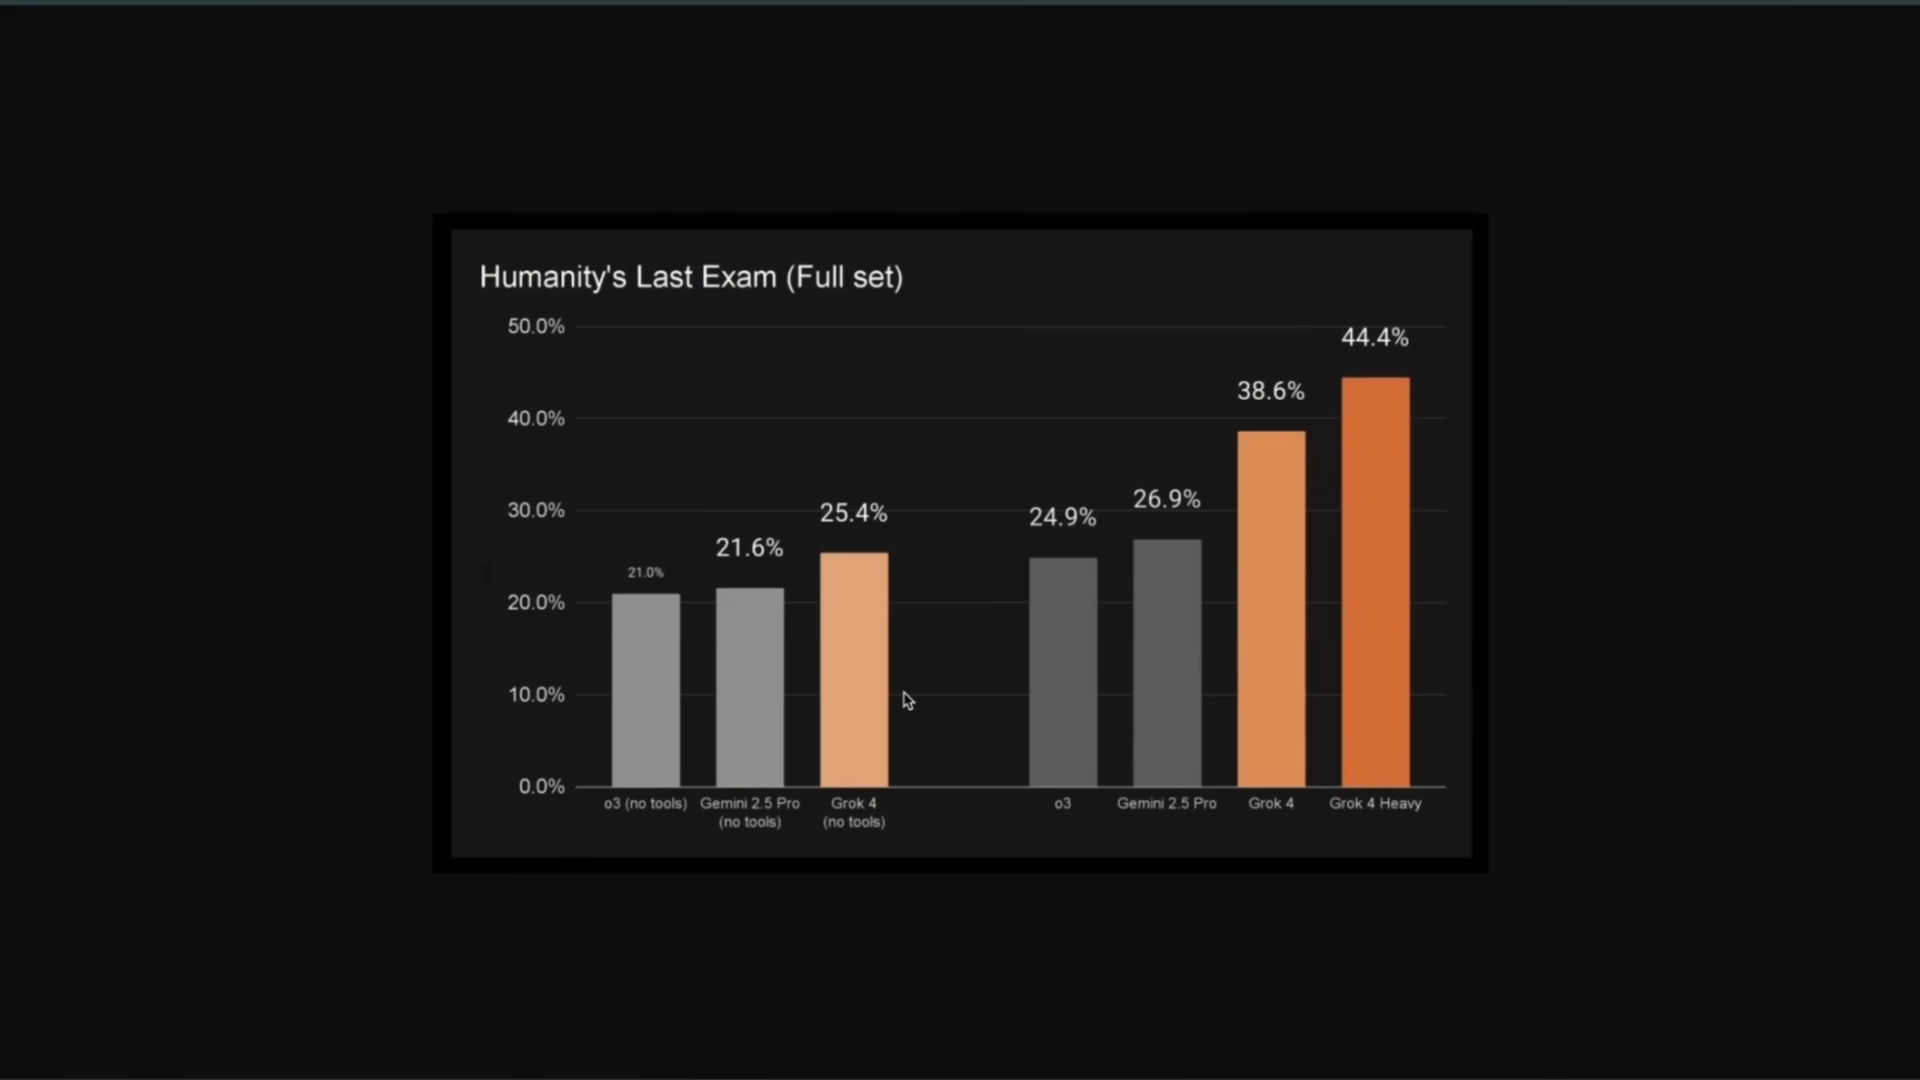 Humanity's Last Exam (Full set)
50.0%
40.0%
30.0%
20.0%
10.0%
0.0%
21.0%
21.6%
25.4%
24.9%
26.9%
38.6%
44.4%
o3 (no tools)
Gemini 2.5 Pro
(no tools)
Grok 4
(no tools)
o3
Gemini 2.5 Pro
Grok 4
Grok 4 Heavy